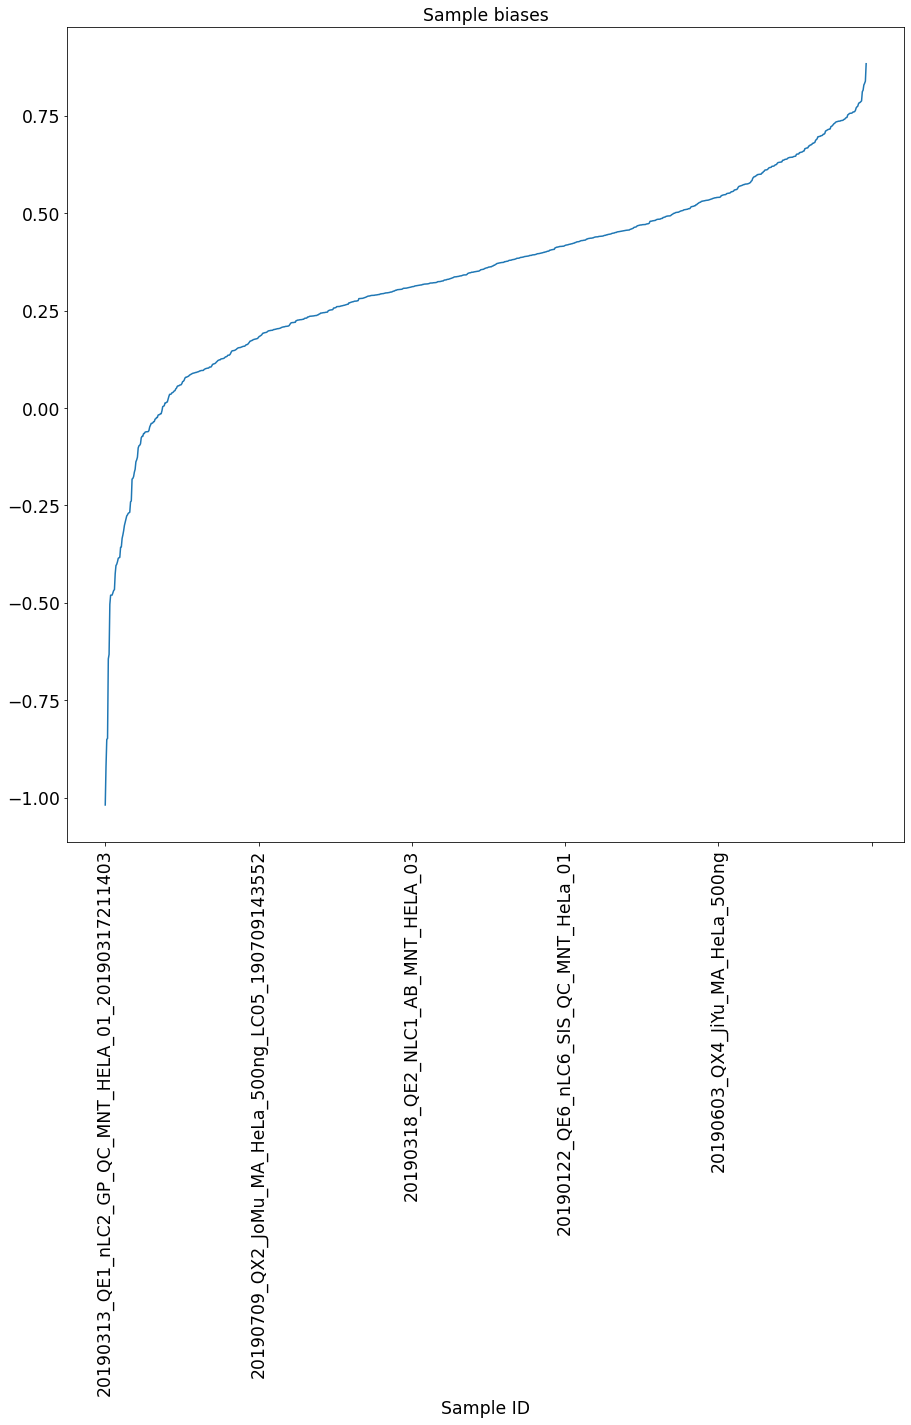 Sample biases
0.75
0.50
0.25
0.00
−0.25
−0.50
−0.75
−1.00
20190313_QE1_nLC2_GP_QC_MNT_HELA_01_20190317211403
20190709_QX2_JoMu_MA_HeLa_500ng_LC05_190709143552
20190318_QE2_NLC1_AB_MNT_HELA_03
20190122_QE6_nLC6_SIS_QC_MNT_HeLa_01
20190603_QX4_JiYu_MA_HeLa_500ng
Sample ID